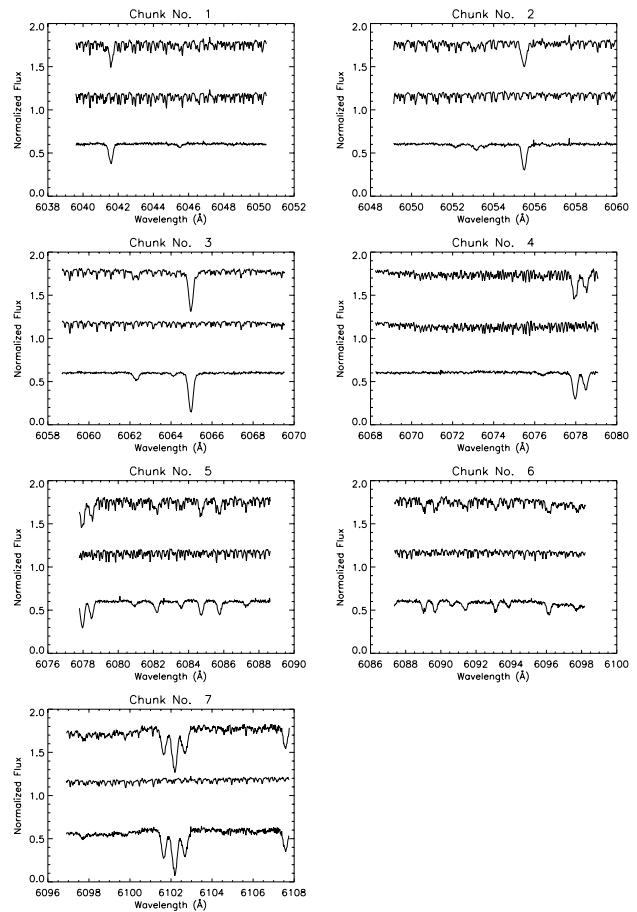 Chunk No. 1
2.0
1.5
1.0
0.5
0.0
Normalized Flux
6038 6040 6042 6044 6046 6048 6050 6052
Wavelength (Å)
Chunk No. 2
2.0
1.5
1.0
0.5
0.0
Normalized Flux
6048 6050 6052 6054 6056 6058 6060
Wavelength (Å)
Chunk No. 3
2.0
1.5
1.0
0.5
0.0
Normalized Flux
6058 6060 6062 6064 6066 6068 6070
Wavelength (Å)
Chunk No. 4
2.0
1.5
1.0
0.5
0.0
Normalized Flux
6068 6070 6072 6074 6076 6078 6080
Wavelength (Å)
Chunk No. 5
2.0
1.5
1.0
0.5
0.0
Normalized Flux
6076 6078 6080 6082 6084 6086 6088 6090
Wavelength (Å)
Chunk No. 6
2.0
1.5
1.0
0.5
0.0
Normalized Flux
6086 6088 6090 6092 6094 6096 6098 6100
Wavelength (Å)
Chunk No. 7
2.0
1.5
1.0
0.5
0.0
Normalized Flux
6096 6098 6100 6102 6104 6106 6108
Wavelength (Å)